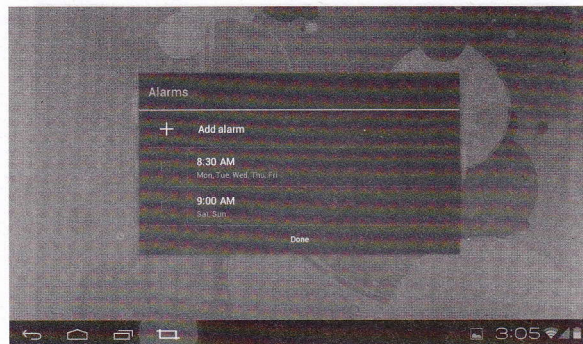 Alarms
Add alarm
8:30 AM
Mon, Tue, Wed, Thu, Fri
9:00 AM
Sat, Sun
Done
3:05